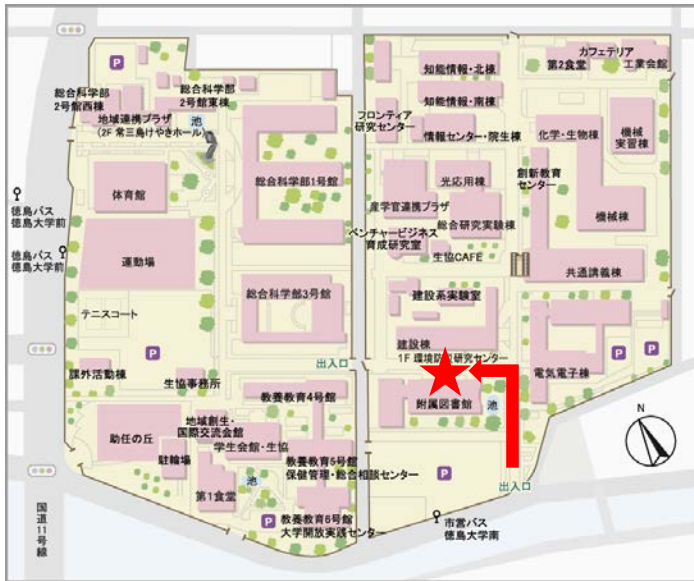 P
総合科学部
2号館西棟
総合科学部
2号館東棟
地域連携プラザ
(2F 常三島けやきホール)
池
体育館
総合科学部1号館
徳島バス
徳島大学前
徳島バス
徳島大学前
運動場
テニスコート
総合科学部3号館
P
課外活動棟
生協事務所
出入口
教養教育4号館
地域創生・
国際交流会館
学生会館・生協
助任の丘
駐輪場
第1食堂
池
教養教育5号館
保健管理・総合相談センター
P
教養教育6号館
大学開放実践センター
国道11号線
知能情報・北棟
カフェテリア
第2食堂
工業会館
知能情報・南棟
フロンティア
研究センター
情報センター・院生棟
化学・生物棟
機械
実習棟
光応用棟
創新教育
センター
産学官連携プラザ
総合研究実験棟
機械棟
ベンチャービジネス
育成研究室
生協CAFE
共通講義棟
建設系実験室
建設棟
1F 環境防災研究センター
P
P
電気電子棟
附属図書館
池
P
出入口
市営バス
徳島大学南
N